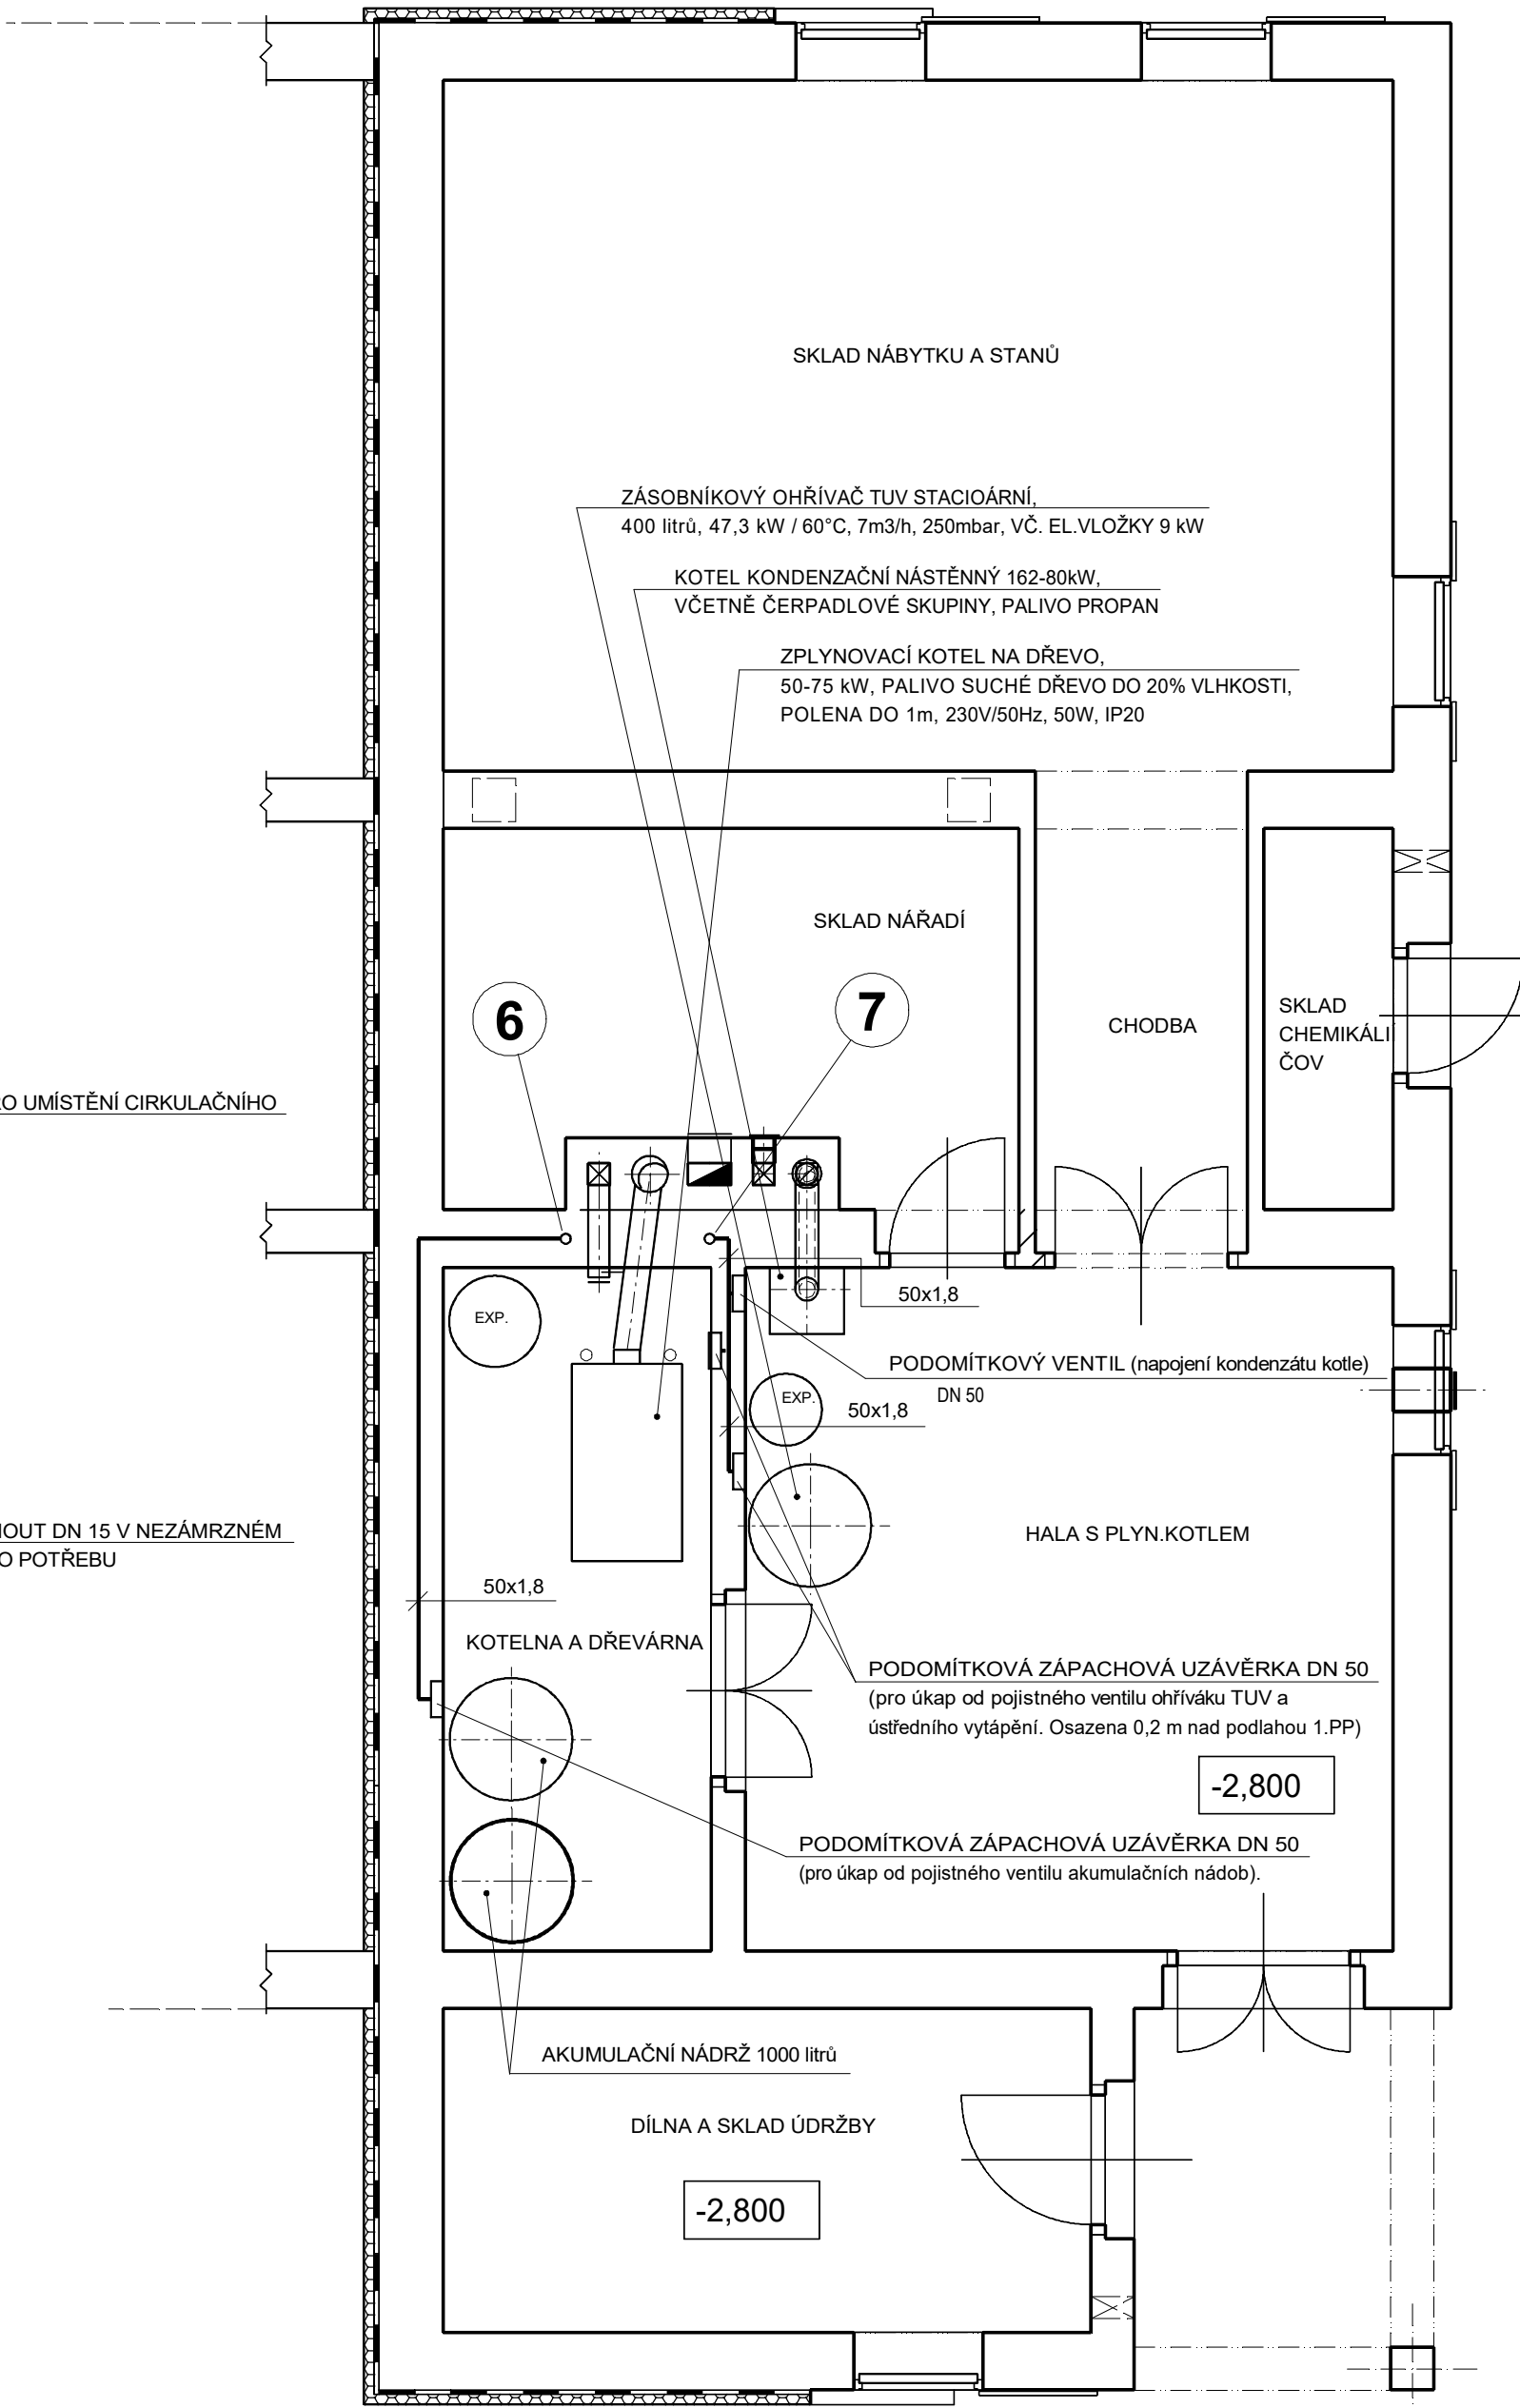 SKLAD NÁBYTKU A STANŮ
ZÁSOBNÍKOVÝ OHŘÍVAČ TUV STACIOÁRNÍ,
400 litrů, 47,3 kW / 60°C, 7m3/h, 250mbar, VČ. EL.VLOŽKY 9 kW
KOTEL KONDENZAČNÍ NÁSTĚNNÝ 162-80kW,
VČETNĚ ČERPADLOVÉ SKUPINY, PALIVO PROPAN
ZPLYNOVACÍ KOTEL NA DŘEVO,
50-75 kW, PALIVO SUCHÉ DŘEVO DO 20% VLHKOSTI,
POLENA DO 1m, 230V/50Hz, 50W, IP20
SKLAD NÁŘADÍ
6
7
CHODBA
SKLAD
CHEMIKÁLIÍ
ČOV
O UMÍSTĚNÍ CIRKULAČNÍHO
50x1,8
EXP.
PODOMÍTKOVÝ VENTIL (napojení kondenzátu kotle)
DN 50
EXP.
50x1,8
HOUT DN 15 V NEZÁMRZNÉM
O POTŘEBU
HALA S PLYN.KOTLEM
50x1,8
KOTELNA A DŘEVÁRNA
PODOMÍTKOVÁ ZÁPACHOVÁ UZÁVĚRKA DN 50
(pro úkap od pojistného ventilu ohříváku TUV a
ústředního vytápění. Osazena 0,2 m nad podlahou 1.PP)
-2,800
PODOMÍTKOVÁ ZÁPACHOVÁ UZÁVĚRKA DN 50
(pro úkap od pojistného ventilu akumulačních nádob).
AKUMULAČNÍ NÁDRŽ 1000 litrů
DÍLNA A SKLAD ÚDRŽBY
-2,800